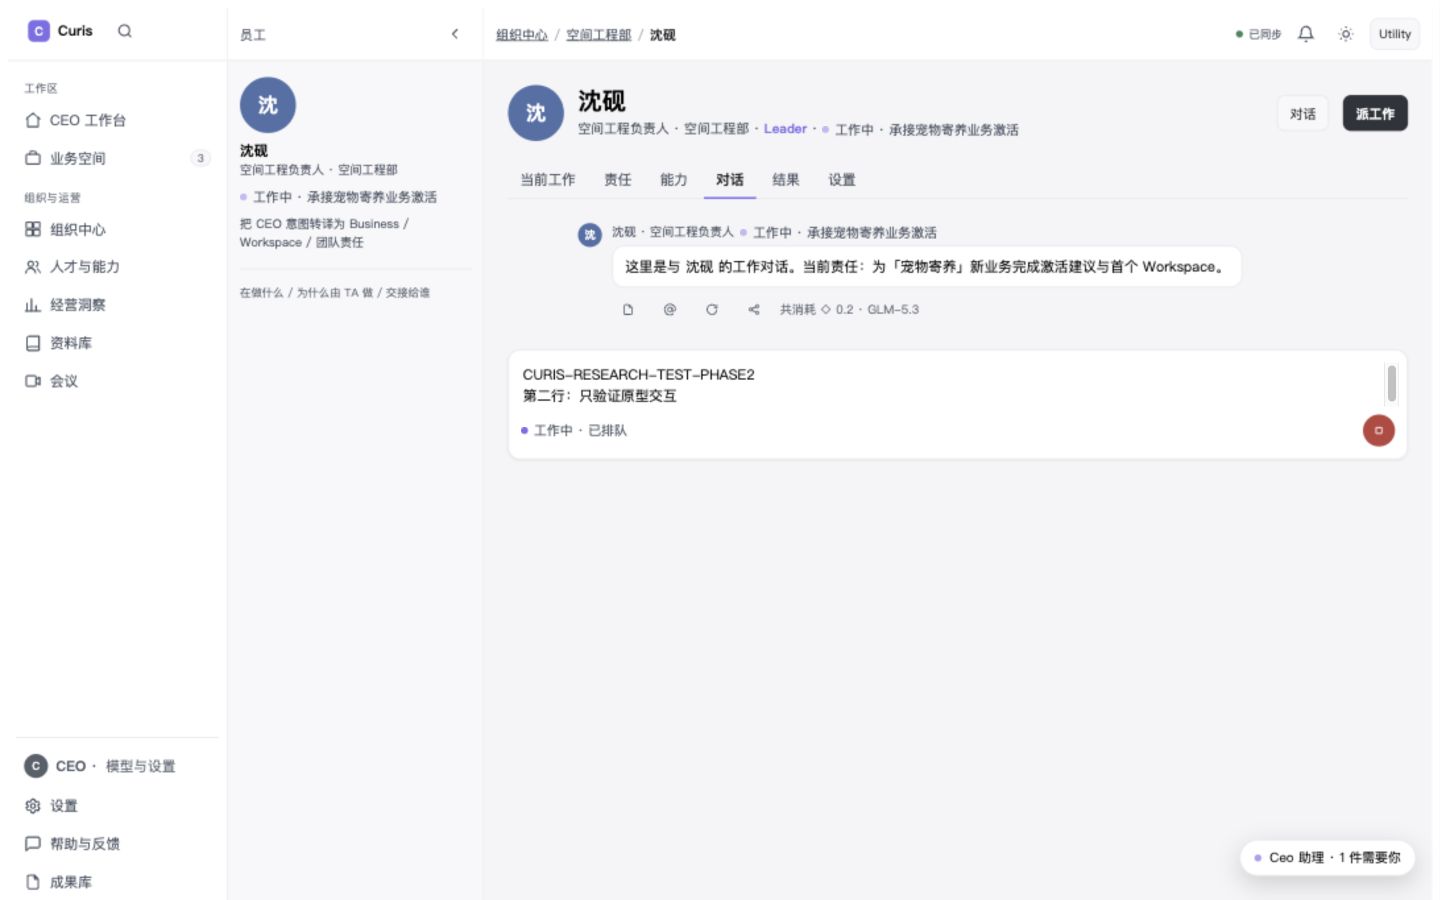 C Curis
工作区
CEO 工作台
业务空间 3
组织与运营
组织中心
人才与能力
经营洞察
资料库
会议
C CEO · 模型与设置
设置
帮助与反馈
成果库
员工
沈
沈砚
空间工程负责人 · 空间工程部
工作中 · 承接宠物寄养业务激活
把 CEO 意图转译为 Business /
Workspace / 团队责任
在做什么 / 为什么由 TA 做 / 交接给谁
组织中心 / 空间工程部 / 沈砚
已同步
Utility
沈
沈砚
空间工程负责人 · 空间工程部 · Leader · 工作中 · 承接宠物寄养业务激活
对话
派工作
当前工作 责任 能力 对话 结果 设置
沈 沈砚 · 空间工程负责人 工作中 · 承接宠物寄养业务激活
这里是与 沈砚 的工作对话。当前责任：为「宠物寄养」新业务完成激活建议与首个 Workspace。
共消耗 ◇ 0.2 · GLM-5.3
CURIS-RESEARCH-TEST-PHASE2
第二行：只验证原型交互
工作中 · 已排队
Ceo 助理 · 1 件需要你